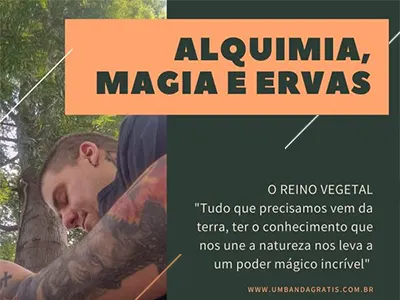 ALQUIMIA,
MAGIA E ERVAS
O REINO VEGETAL
"Tudo que precisamos vem da
terra, ter o conhecimento que
nos une a natureza nos leva a
um poder mágico incrível"
WWW.UMBANDAGRATIS.COM.BR